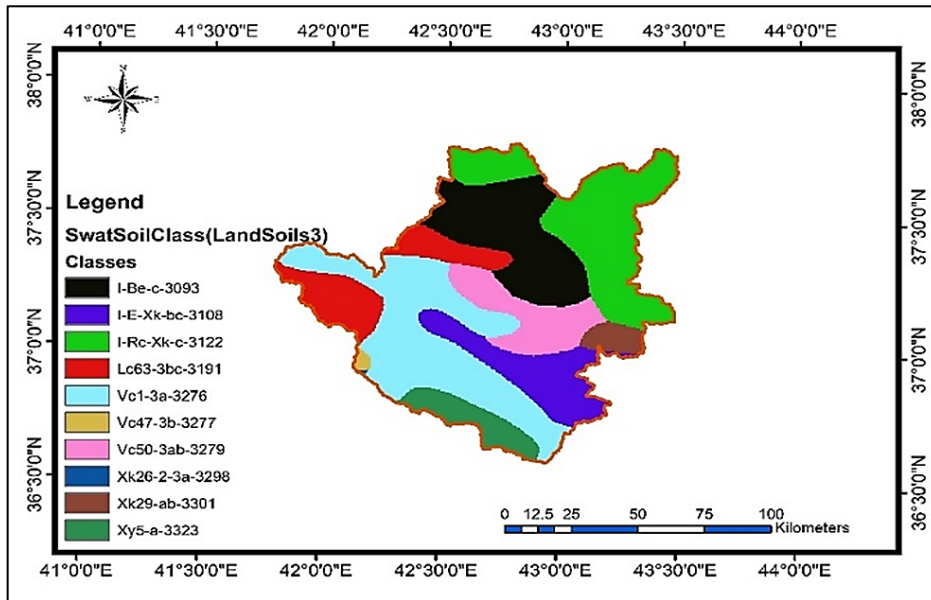 41°0'0"E 41°30'0"E 42°0'0"E 42°30'0"E 43°0'0"E 43°30'0"E 44°0'0"E
38°0'0"N
37°30'0"N
37°0'0"N
36°30'0"N
Legend
SwatSoilClass(LandSoils3)
Classes
I-Be-c-3093
I-E-Xk-bc-3108
I-Rc-Xk-c-3122
Lc63-3bc-3191
Vc1-3a-3276
Vc47-3b-3277
Vc50-3ab-3279
Xk26-2-3a-3298
Xk29-ab-3301
Xy5-a-3323
0 12.5 25 50 75 100
Kilometers
38°0'0"N
37°30'0"N
37°0'0"N
36°30'0"N
41°0'0"E 41°30'0"E 42°0'0"E 42°30'0"E 43°0'0"E 43°30'0"E 44°0'0"E